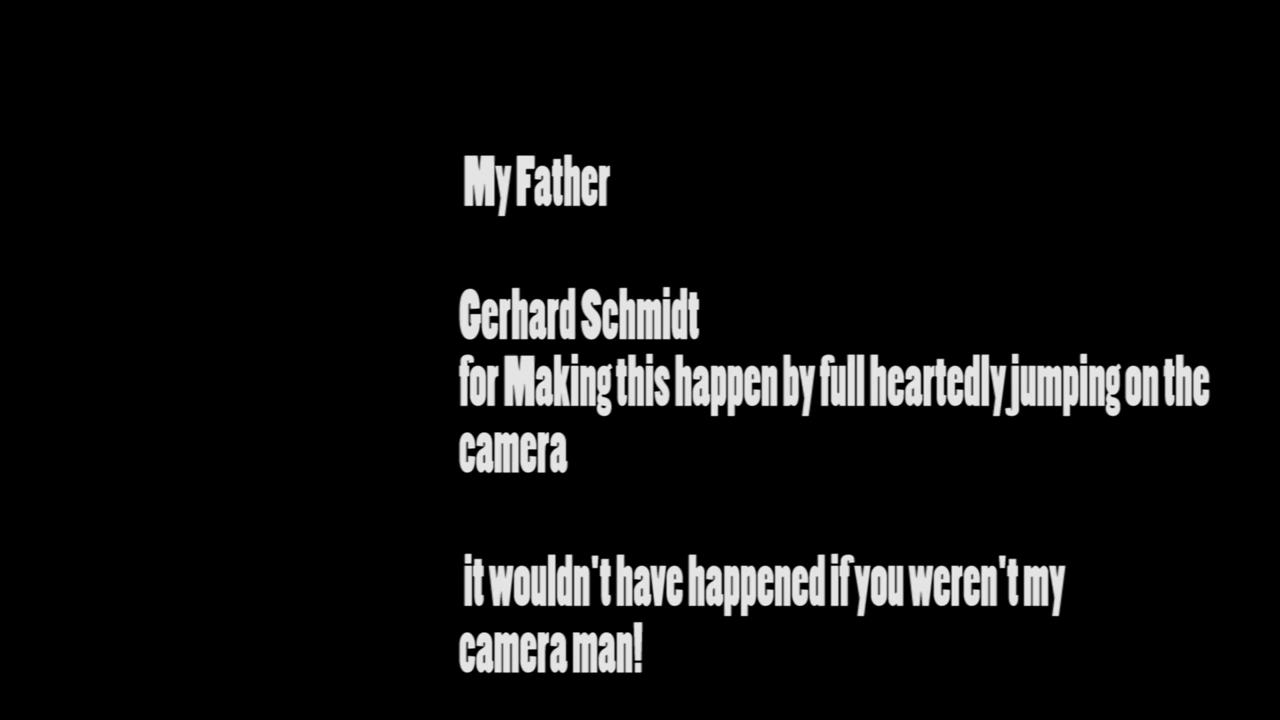 My Father
Gerhard Schmidt
for Making this happen by full heartedly jumping on the
camera
it wouldn't have happened if you weren't my
camera man!